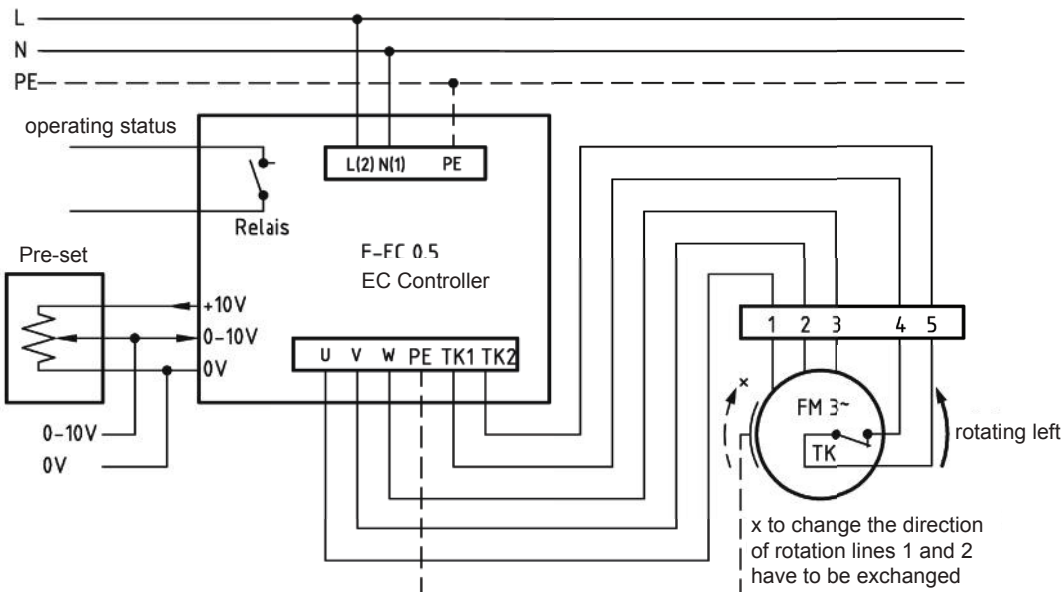 L
N
PE
operating status
L(2) N(1) PE
Relais
Pre-set
E-EC 0.5
EC Controller
+10V
0-10V
0V
U V W PE TK1 TK2
1 2 3 4 5
x
FM 3~
TK
rotating left
0-10V
0V
x to change the direction
of rotation lines 1 and 2
have to be exchanged